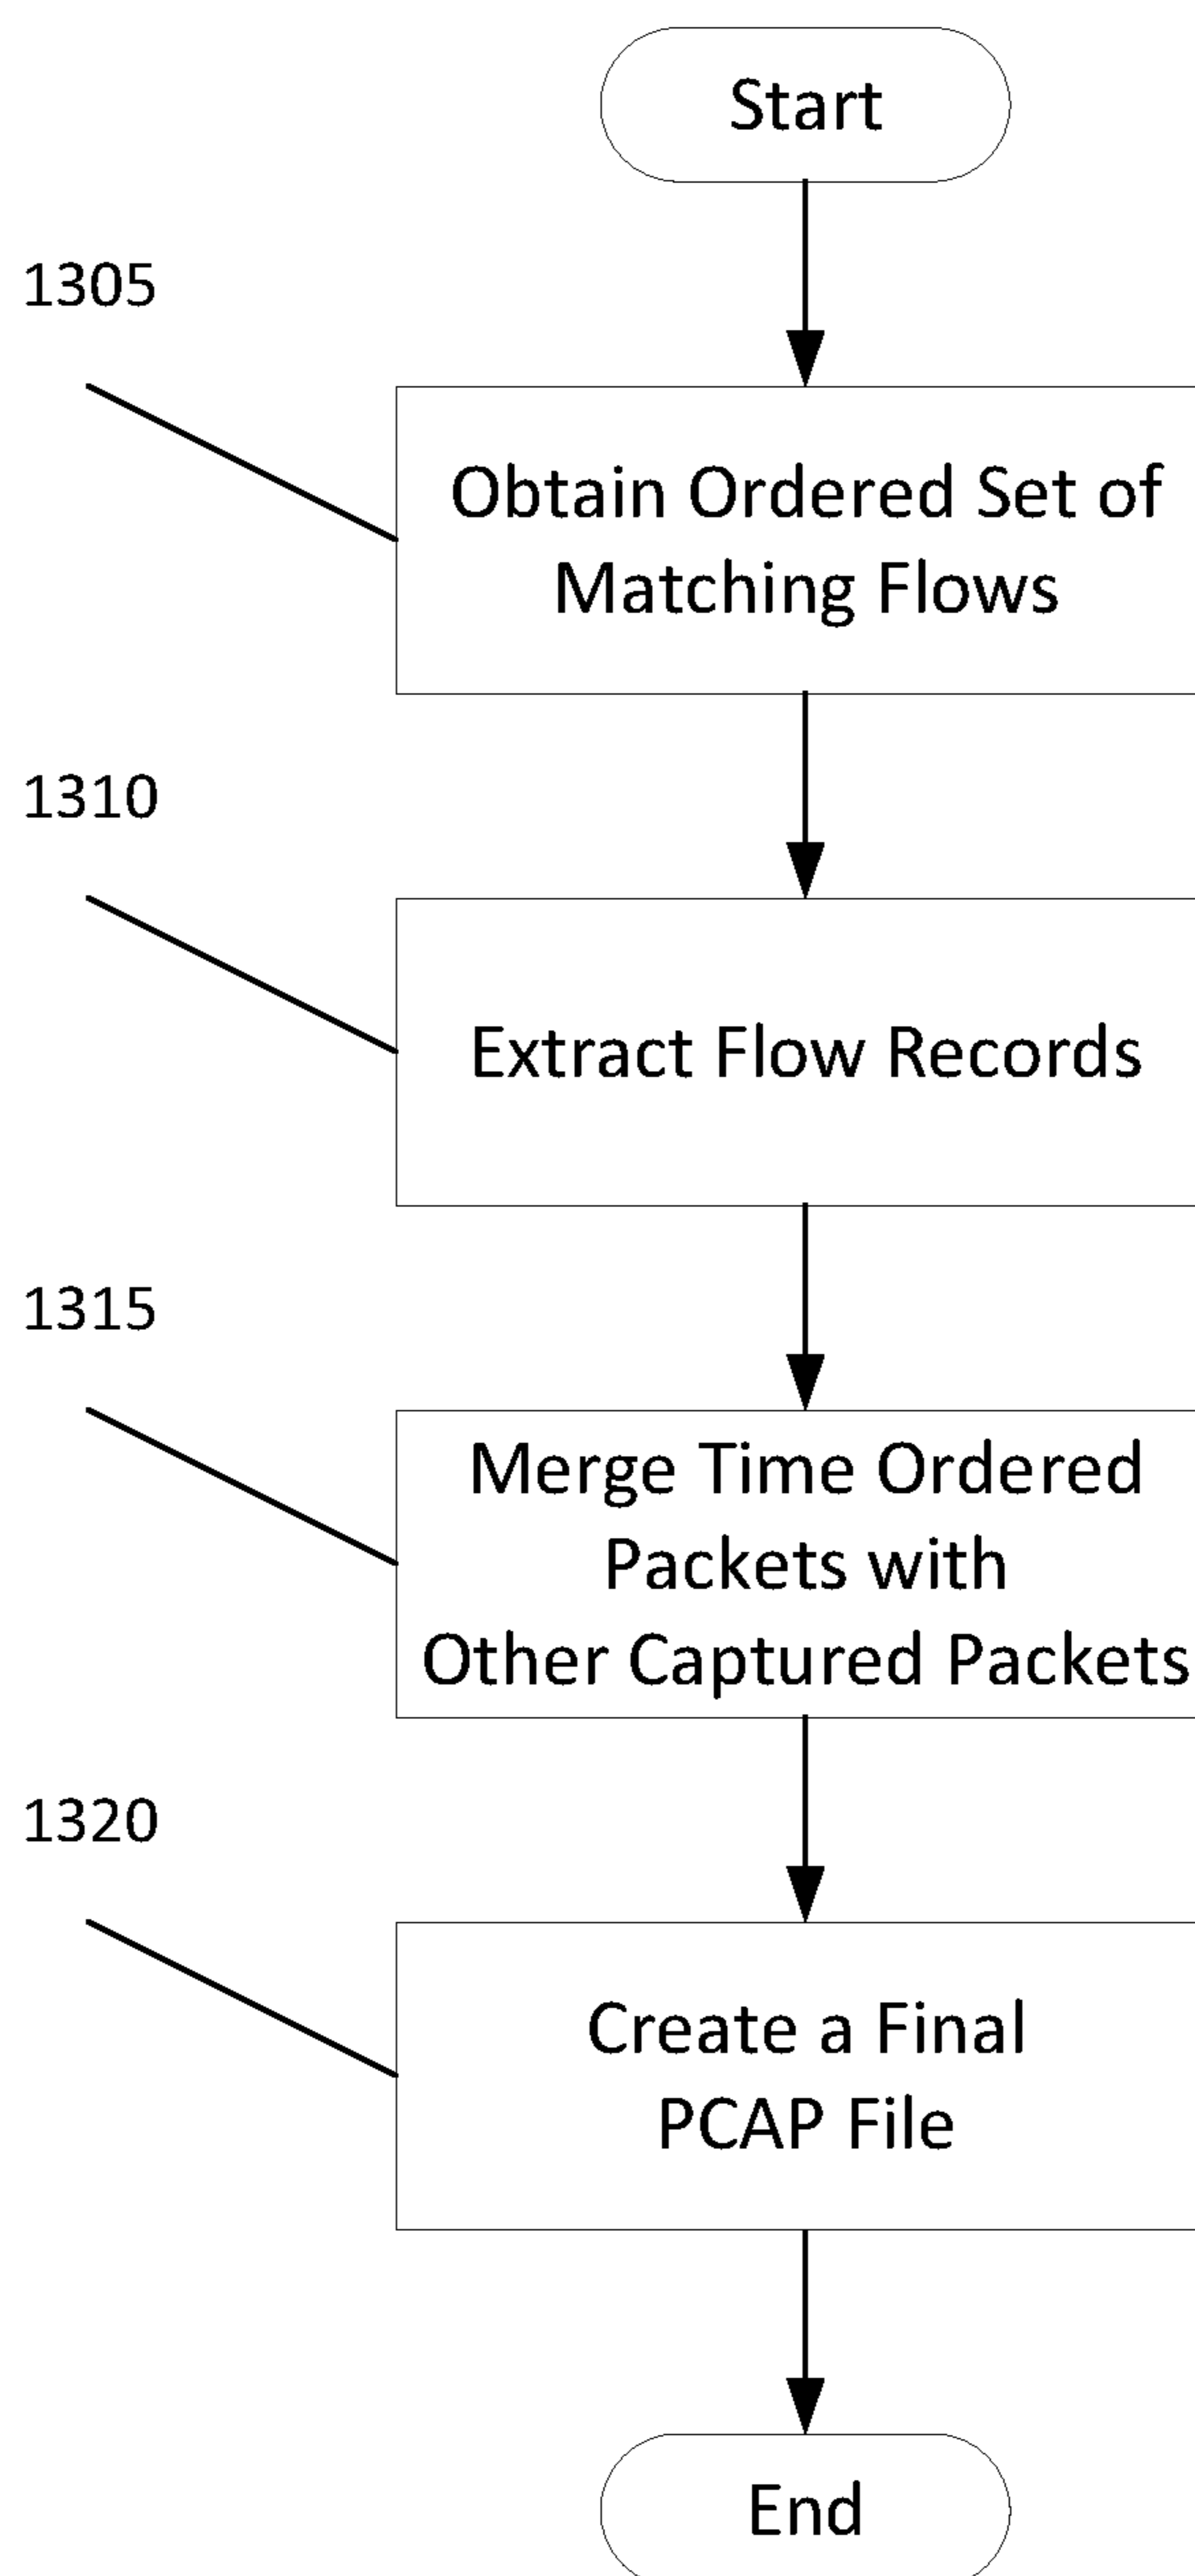 Start
1305
Obtain Ordered Set of
Matching Flows
1310
Extract Flow Records
1315
Merge Time Ordered
Packets with
Other Captured Packets
1320
Create a Final
PCAP File
End